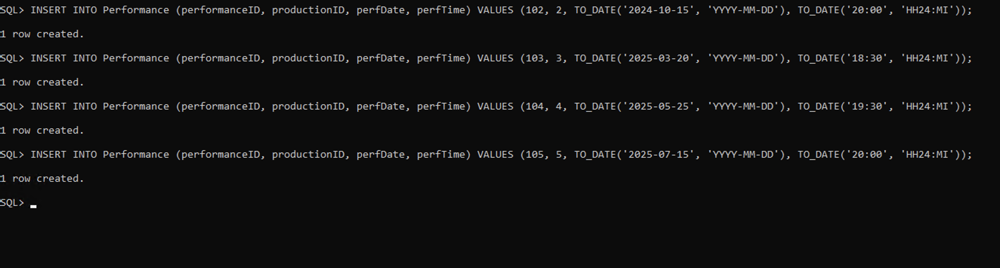 SQL> INSERT INTO Performance (performanceID, productionID, perfDate, perfTime) VALUES (102, 2, TO_DATE('2024-10-15', 'YYYY-MM-DD'), TO_DATE('20:00', 'HH24:MI'));
1 row created.
SQL> INSERT INTO Performance (performanceID, productionID, perfDate, perfTime) VALUES (103, 3, TO_DATE('2025-03-20', 'YYYY-MM-DD'), TO_DATE('18:30', 'HH24:MI'));
1 row created.
SQL> INSERT INTO Performance (performanceID, productionID, perfDate, perfTime) VALUES (104, 4, TO_DATE('2025-05-25', 'YYYY-MM-DD'), TO_DATE('19:30', 'HH24:MI'));
1 row created.
SQL> INSERT INTO Performance (performanceID, productionID, perfDate, perfTime) VALUES (105, 5, TO_DATE('2025-07-15', 'YYYY-MM-DD'), TO_DATE('20:00', 'HH24:MI'));
1 row created.
SQL>